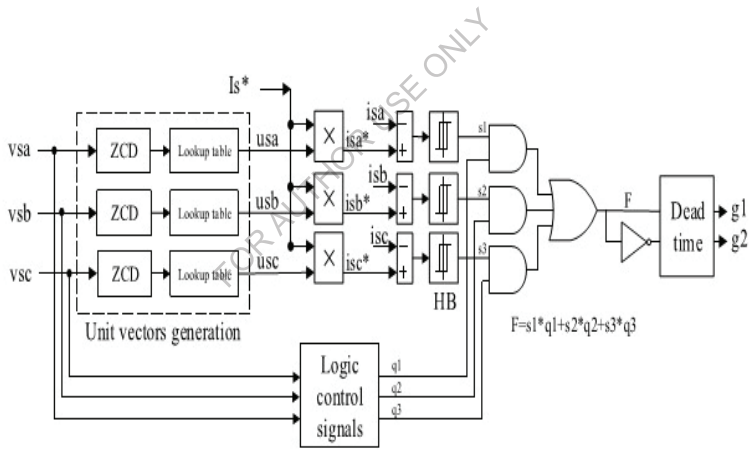 FOR AUTHOR USE ONLY
Is*
vsa
ZCD
Lookup table
usa
×
isa
isa*
s1
vsb
ZCD
Lookup table
usb
×
isb
isb*
s2
vsc
ZCD
Lookup table
usc
×
isc
isc*
s3
HB
F
Dead time
g1
g2
Unit vectors generation
F=s1*q1+s2*q2+s3*q3
Logic control signals
q1
q2
q3